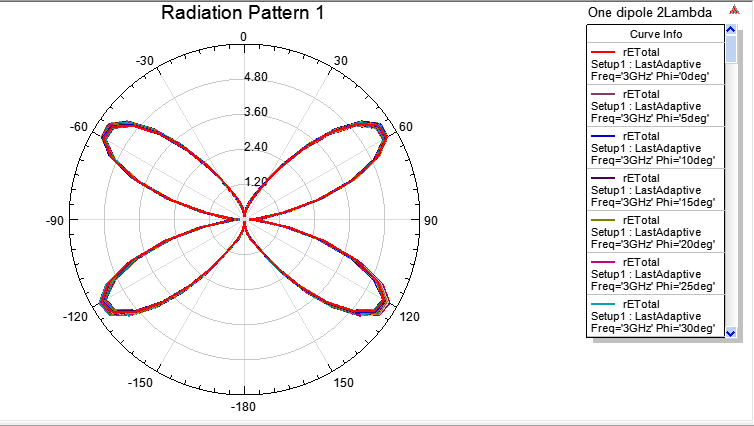 Radiation Pattern 1
One dipole 2Lambda
Curve Info
rETotal
Setup1 : LastAdaptive
Freq='3GHz' Phi='0deg'
rETotal
Setup1 : LastAdaptive
Freq='3GHz' Phi='5deg'
rETotal
Setup1 : LastAdaptive
Freq='3GHz' Phi='10deg'
rETotal
Setup1 : LastAdaptive
Freq='3GHz' Phi='15deg'
rETotal
Setup1 : LastAdaptive
Freq='3GHz' Phi='20deg'
rETotal
Setup1 : LastAdaptive
Freq='3GHz' Phi='25deg'
rETotal
Setup1 : LastAdaptive
Freq='3GHz' Phi='30deg'
0
-30
30
4.80
3.60
-60
60
2.40
1.20
-90
90
-120
120
-150
150
-180